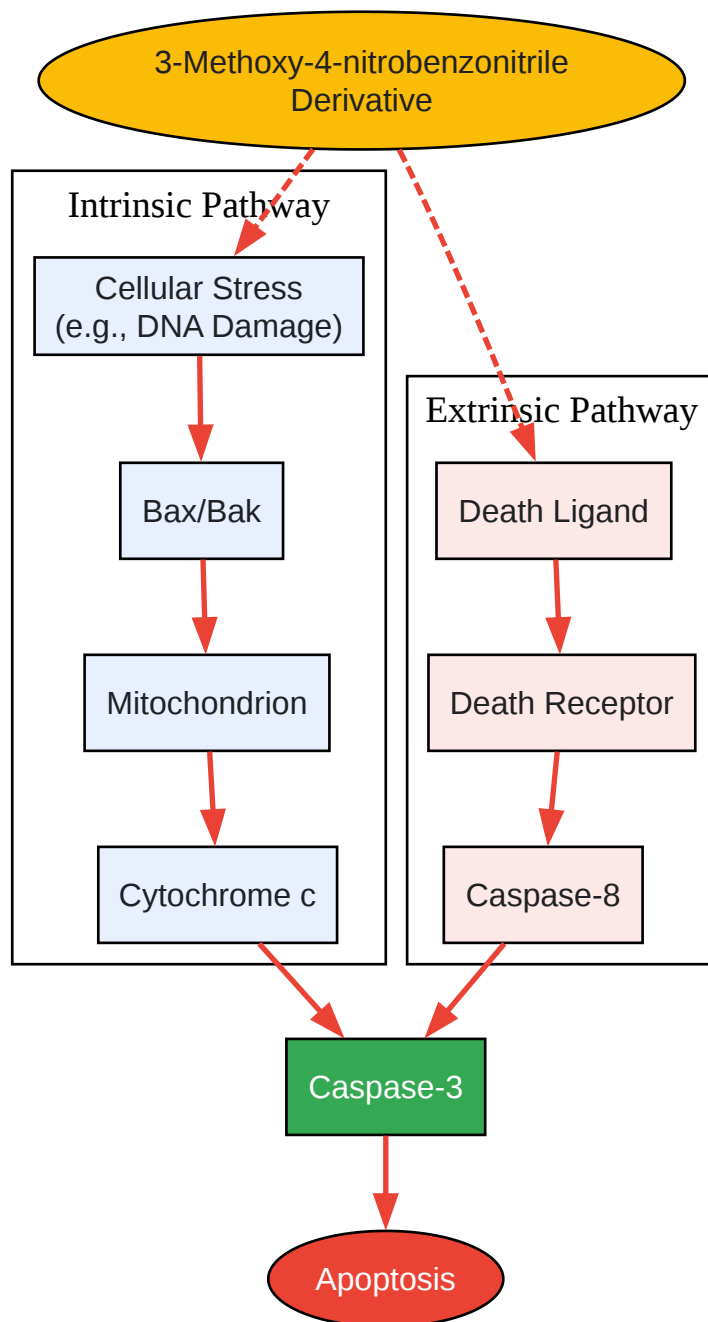 3-Methoxy-4-nitrobenzonitrile
Derivative
Intrinsic Pathway
Cellular Stress
(e.g., DNA Damage)
Bax/Bak
Mitochondrion
Cytochrome c
Extrinsic Pathway
Death Ligand
Death Receptor
Caspase-8
Caspase-3
Apoptosis